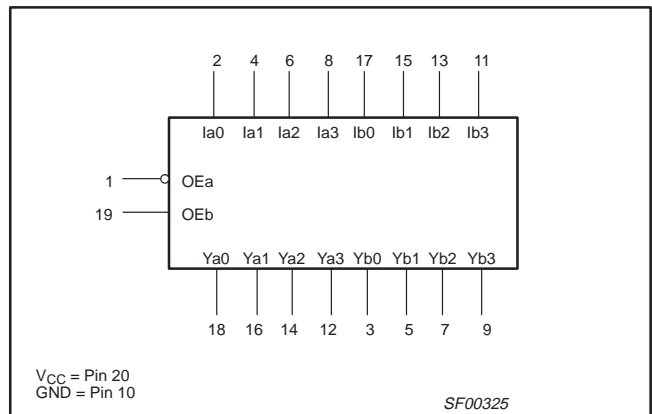 2 4 6 8 17 15 13 11
Ia0 Ia1 Ia2 Ia3 Ib0 Ib1 Ib2 Ib3
1 OEa
19 OEb
Ya0 Ya1 Ya2 Ya3 Yb0 Yb1 Yb2 Yb3
18 16 14 12 3 5 7 9
VCC = Pin 20
GND = Pin 10
SF00325